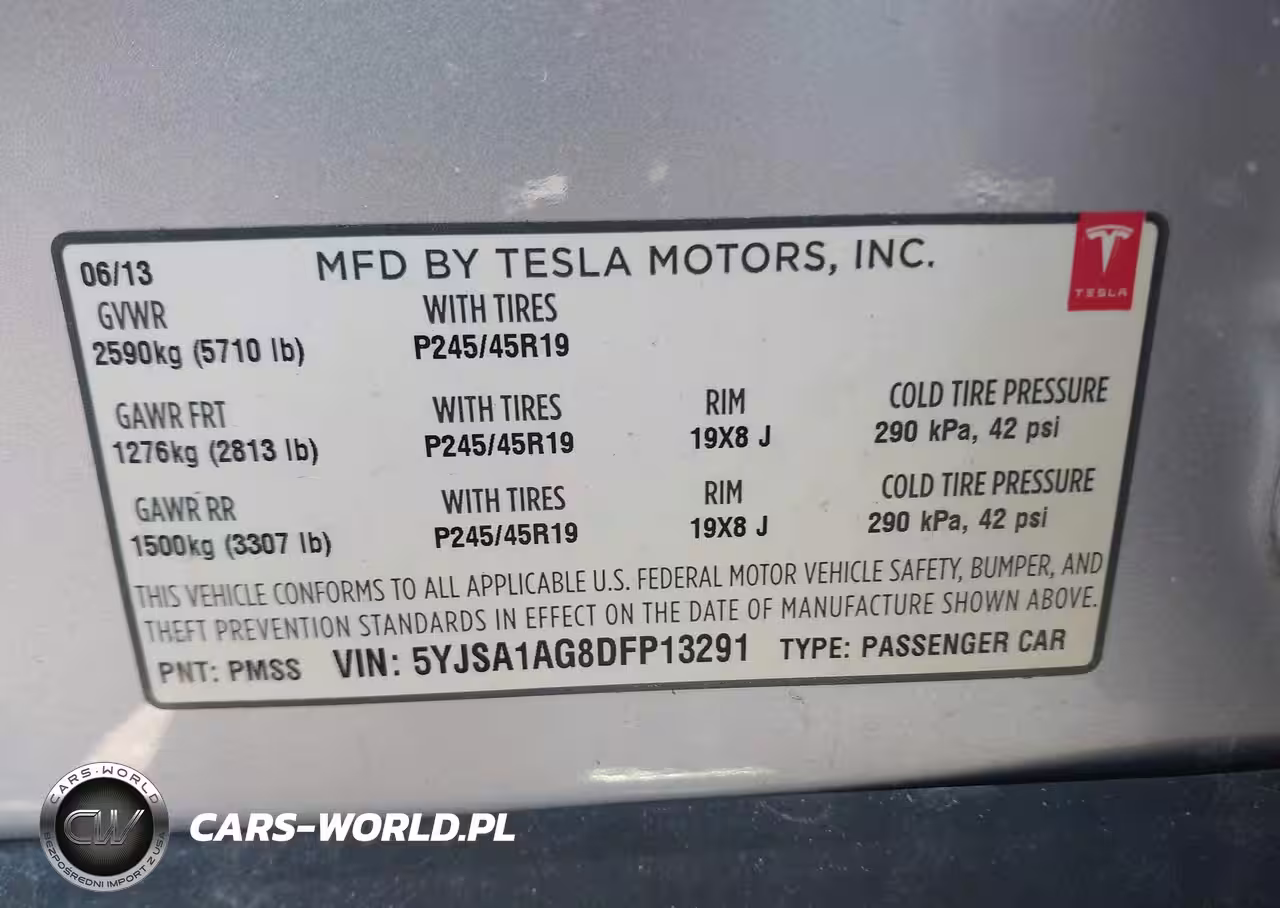 06/13 MFD BY TESLA MOTORS, INC.
TESLA
GVWR WITH TIRES
2590kg (5710 lb) P245/45R19
GAWR FRT WITH TIRES RIM COLD TIRE PRESSURE
1276kg (2813 lb) P245/45R19 19X8 J 290 kPa, 42 psi
GAWR RR WITH TIRES RIM COLD TIRE PRESSURE
1500kg (3307 lb) P245/45R19 19X8 J 290 kPa, 42 psi
THIS VEHICLE CONFORMS TO ALL APPLICABLE U.S. FEDERAL MOTOR VEHICLE SAFETY, BUMPER, AND
THEFT PREVENTION STANDARDS IN EFFECT ON THE DATE OF MANUFACTURE SHOWN ABOVE.
PNT: PMSS VIN: 5YJSA1AG8DFP13291 TYPE: PASSENGER CAR
CARS-WORLD
CW
BEZPOŚREDNI IMPORT Z USA
CARS-WORLD.PL